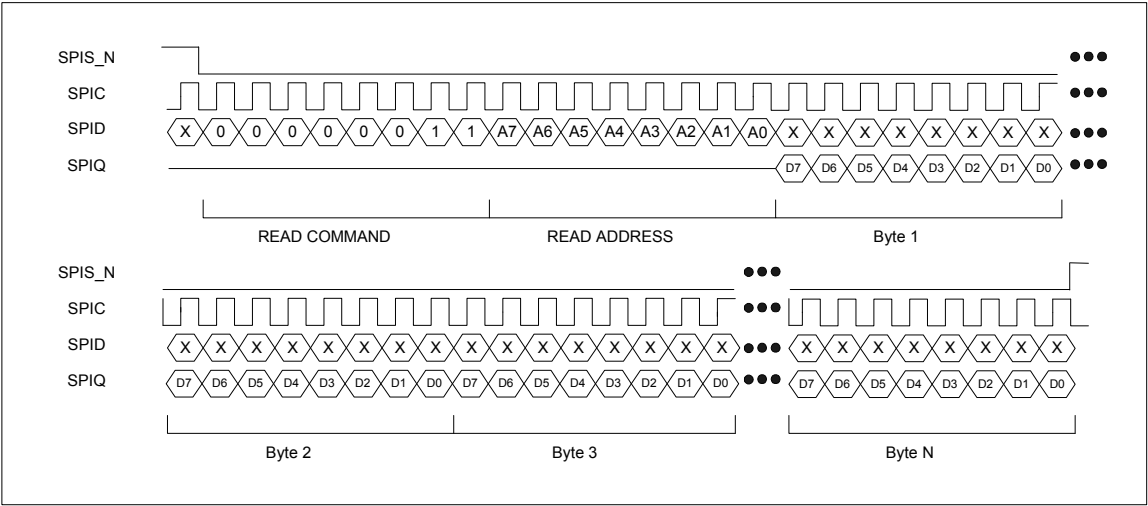 SPIS_N
SPIC
SPID X 0 0 0 0 0 0 1 1 A7 A6 A5 A4 A3 A2 A1 A0 X X X X X X X X
SPIQ D7 D6 D5 D4 D3 D2 D1 D0
READ COMMAND READ ADDRESS Byte 1
SPIS_N
SPIC
SPID X X X X X X X X X X X X X X X X X X X X X X X X
SPIQ D7 D6 D5 D4 D3 D2 D1 D0 D7 D6 D5 D4 D3 D2 D1 D0 D7 D6 D5 D4 D3 D2 D1 D0
Byte 2 Byte 3 Byte N